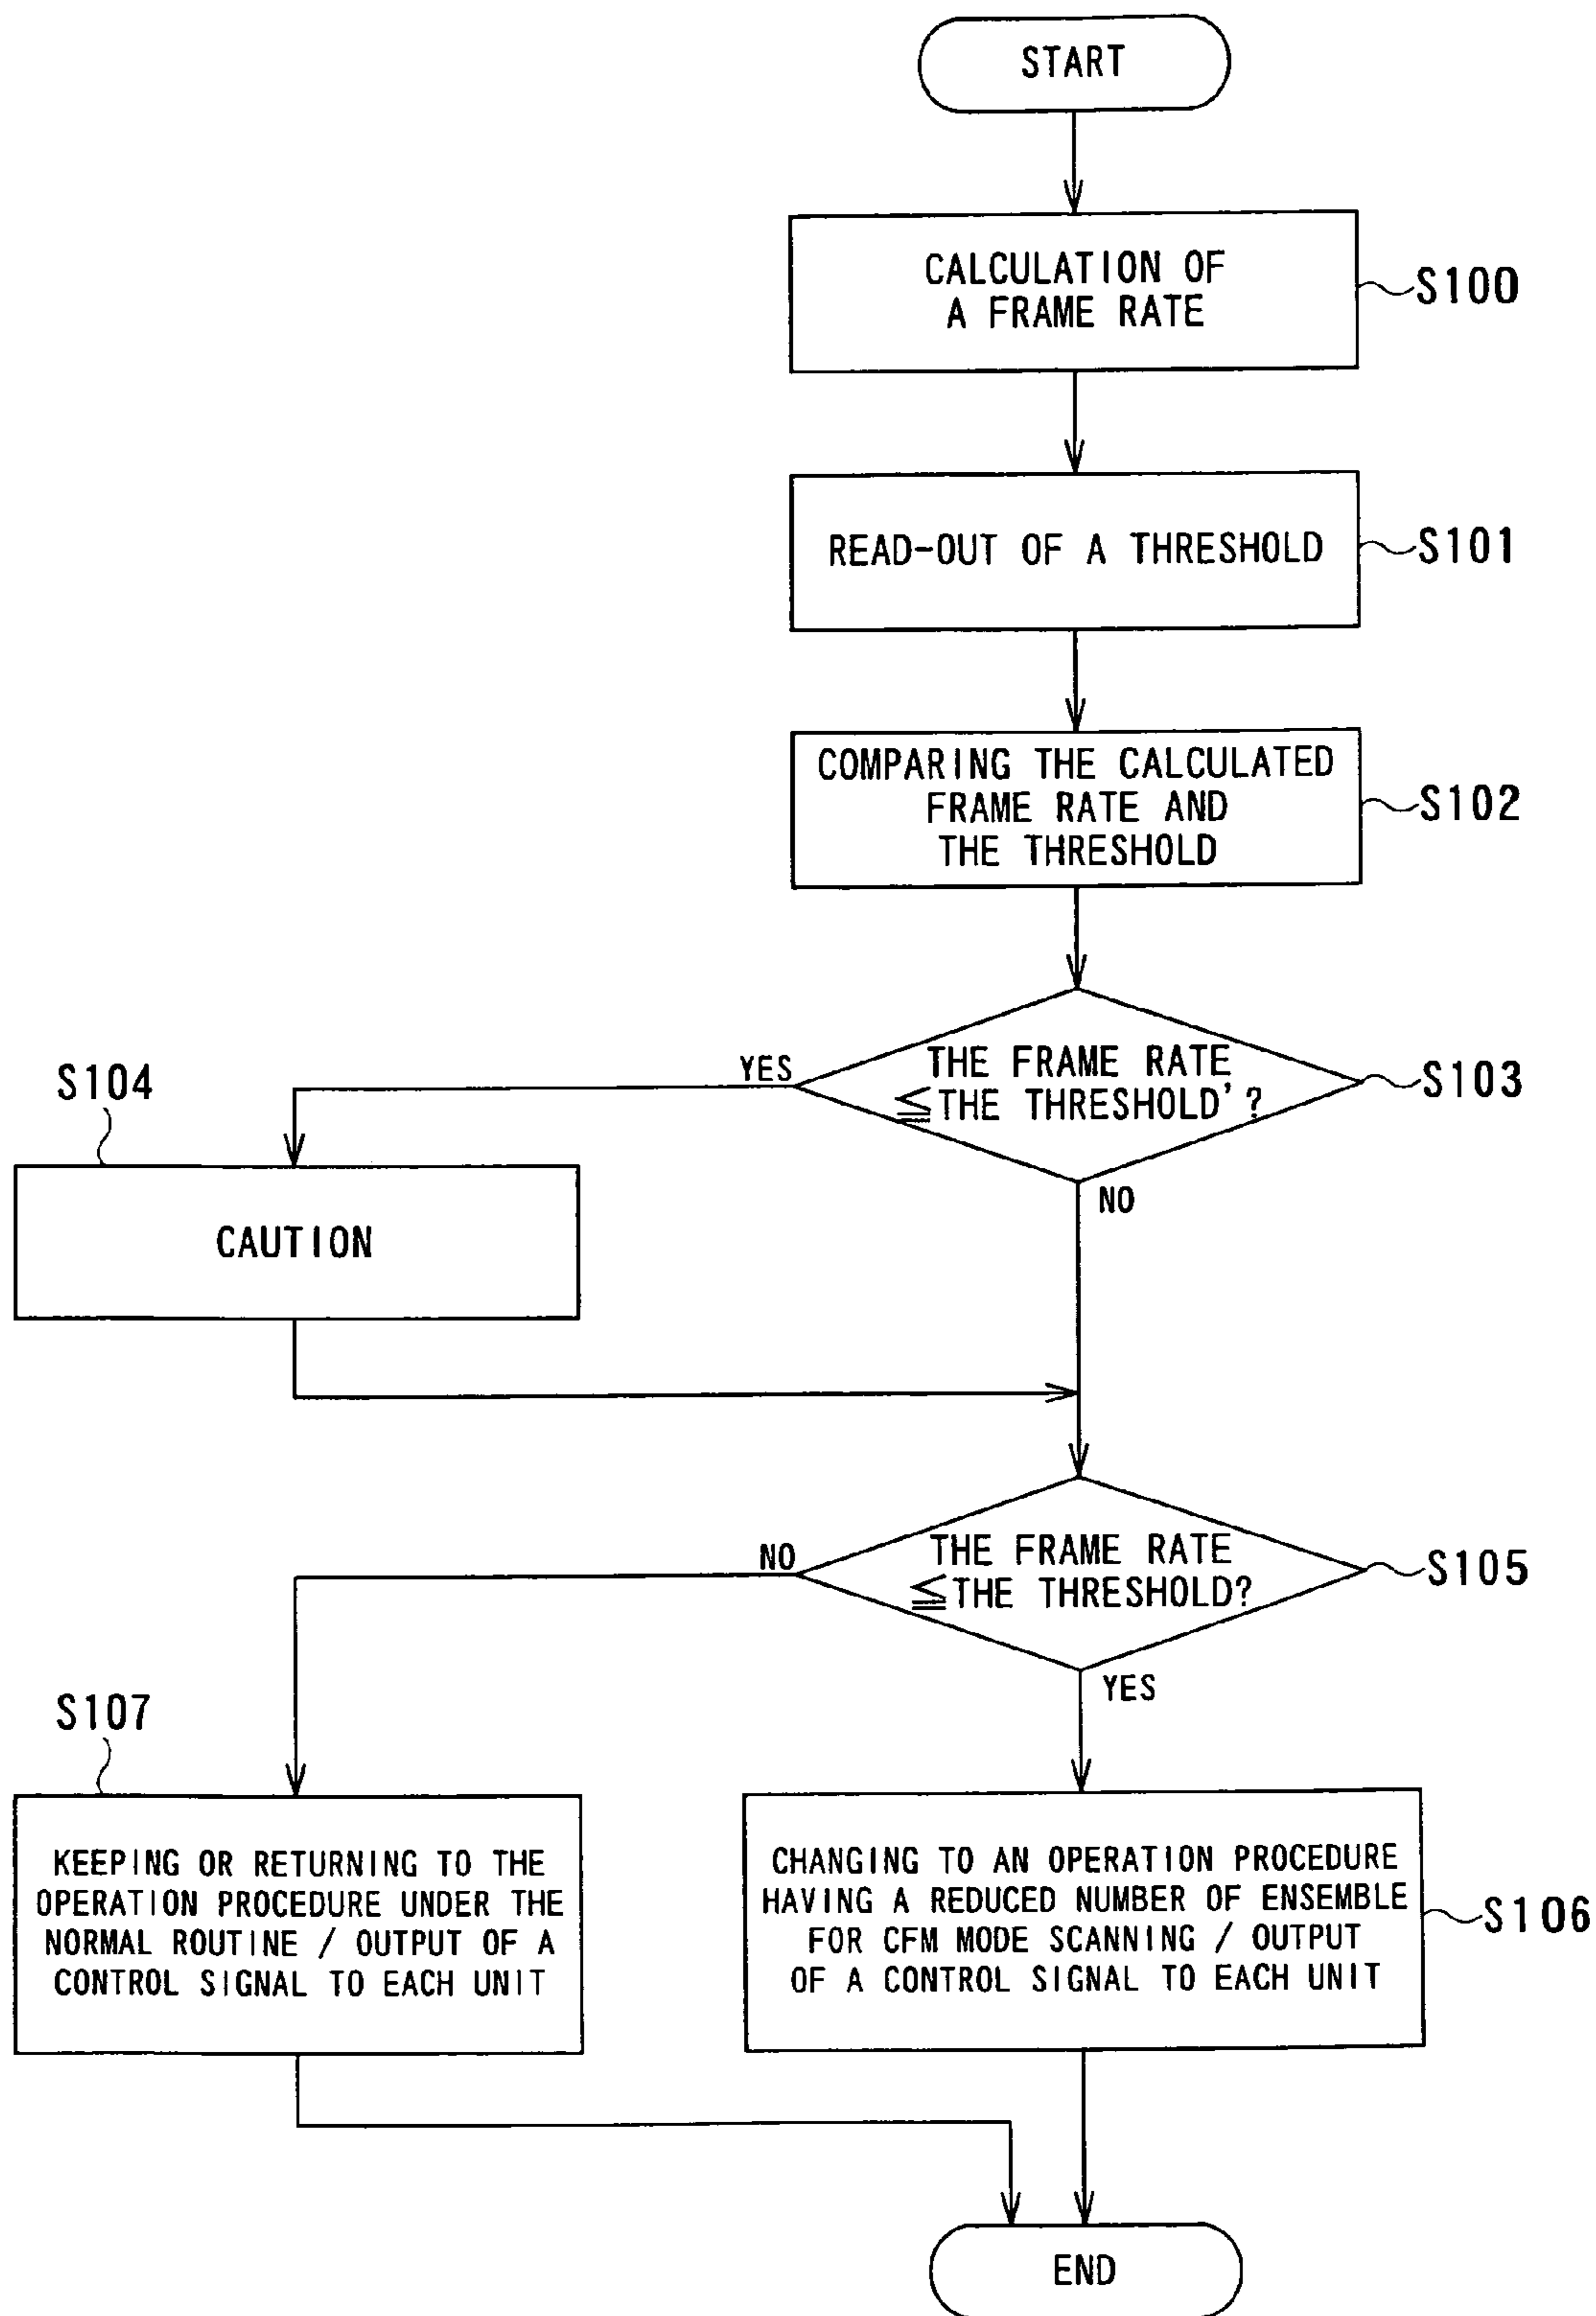 START
CALCULATION OF
A FRAME RATE
S100
READ-OUT OF A THRESHOLD
S101
COMPARING THE CALCULATED
FRAME RATE AND
THE THRESHOLD
S102
THE FRAME RATE
≦THE THRESHOLD'?
S103
YES
NO
S104
CAUTION
THE FRAME RATE
≦THE THRESHOLD?
S105
NO
YES
S107
KEEPING OR RETURNING TO THE
OPERATION PROCEDURE UNDER THE
NORMAL ROUTINE / OUTPUT OF A
CONTROL SIGNAL TO EACH UNIT
CHANGING TO AN OPERATION PROCEDURE
HAVING A REDUCED NUMBER OF ENSEMBLE
FOR CFM MODE SCANNING / OUTPUT
OF A CONTROL SIGNAL TO EACH UNIT
S106
END